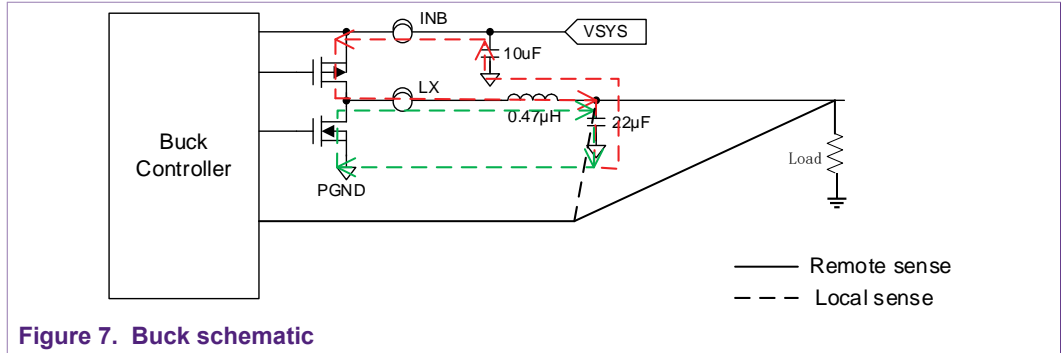 INB
VSYS
10uF
LX
0.47µH
22µF
Buck
Controller
Load
PGND
Remote sense
Local sense
Figure 7. Buck schematic